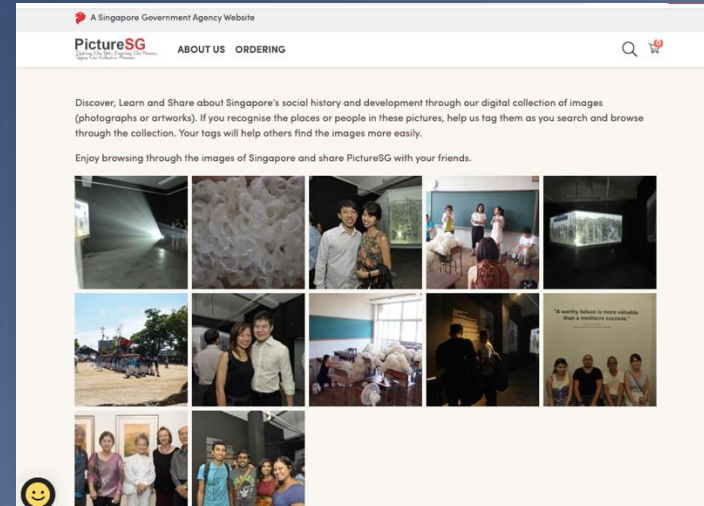 A Singapore Government Agency Website
PictureSG
ABOUT US ORDERING
0
Discover, Learn and Share about Singapore's social history and development through our digital collection of images
(photographs or artworks). If you recognise the places or people in these pictures, help us tag them as you search and browse
through the collection. Your tags will help others find the images more easily.
Enjoy browsing through the images of Singapore and share PictureSG with your friends.
"A worthy failure is more valuable
than a mediocre success."